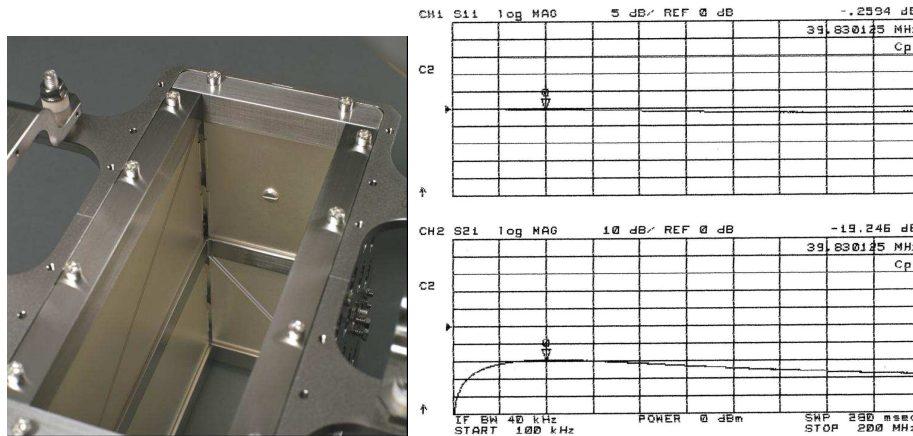 CH1 S11 log MAG 5 dB/ REF 0 dB -.2594 dB
39.830125 MHz
Cp
C2
CH2 S21 log MAG 10 dB/ REF 0 dB -19.246 dB
39.830125 MHz
Cp
C2
IF BW 40 kHz POWER 0 dBm SWP 280 msec
START 100 kHz STOP 200 MHz